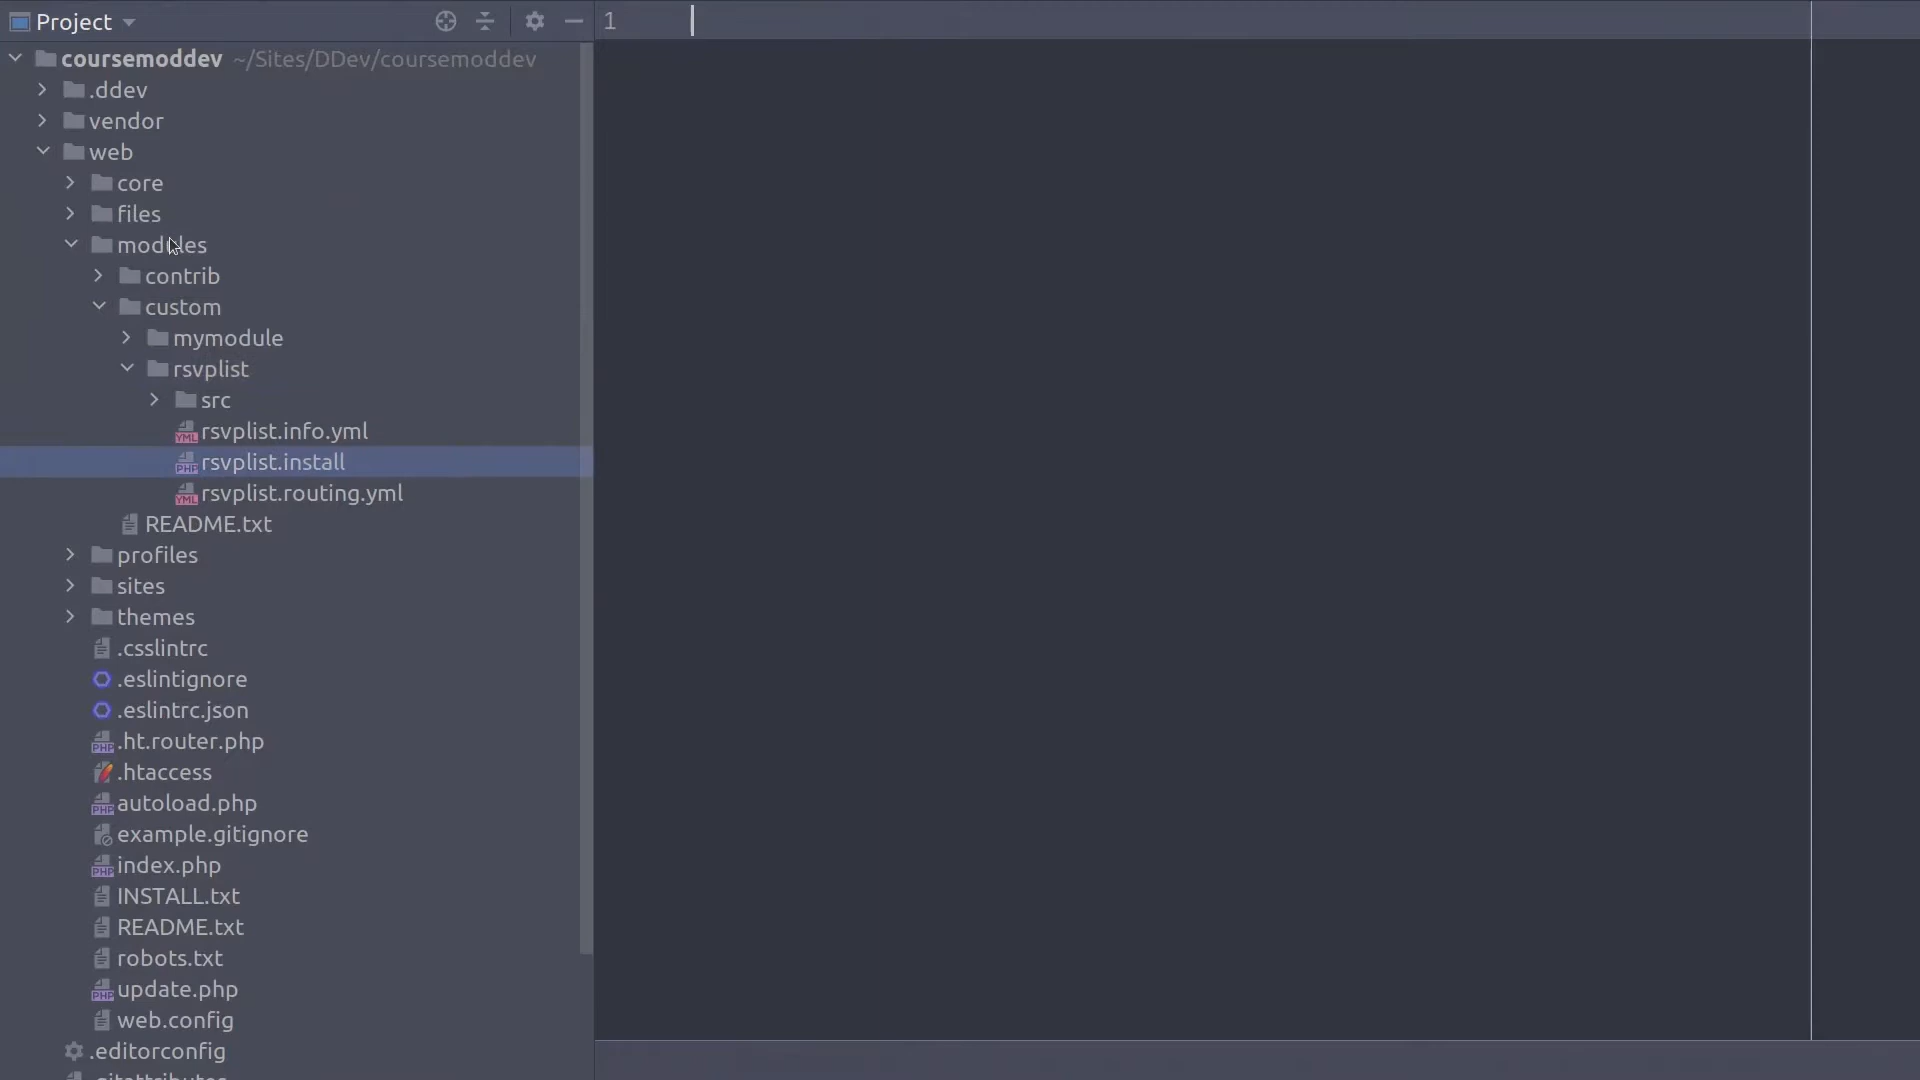 Project
1
coursemoddev ~/Sites/DDev/coursemoddev
.ddev
vendor
web
core
files
modules
contrib
custom
mymodule
rsvplist
src
rsvplist.info.yml
rsvplist.install
rsvplist.routing.yml
README.txt
profiles
sites
themes
.csslintrc
.eslintignore
.eslintrc.json
.ht.router.php
.htaccess
autoload.php
example.gitignore
index.php
INSTALL.txt
README.txt
robots.txt
update.php
web.config
.editorconfig